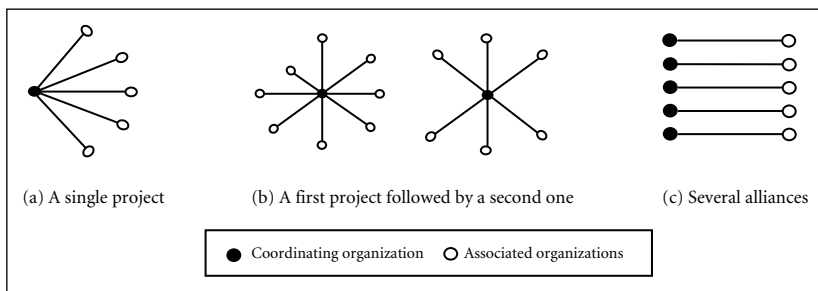 (a) A single project
(b) A first project followed by a second one
(c) Several alliances
Coordinating organization
Associated organizations